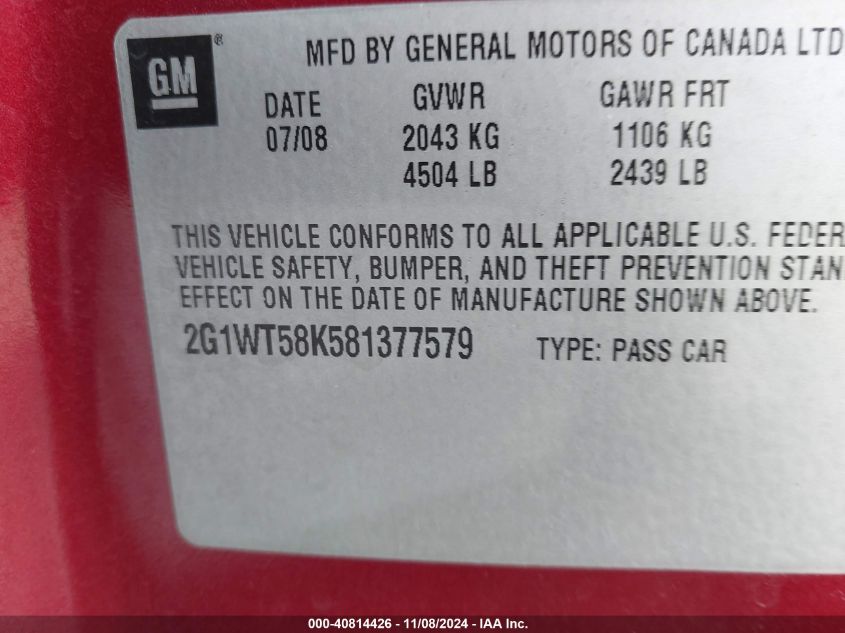 GM®
MFD BY GENERAL MOTORS OF CANADA LTD
DATE GVWR GAWR FRT
07/08 2043 KG 1106 KG
4504 LB 2439 LB
THIS VEHICLE CONFORMS TO ALL APPLICABLE U.S. FEDER
VEHICLE SAFETY, BUMPER, AND THEFT PREVENTION STAN
EFFECT ON THE DATE OF MANUFACTURE SHOWN ABOVE.
2G1WT58K581377579 TYPE: PASS CAR
000-40814426 - 11/08/2024 - IAA Inc.